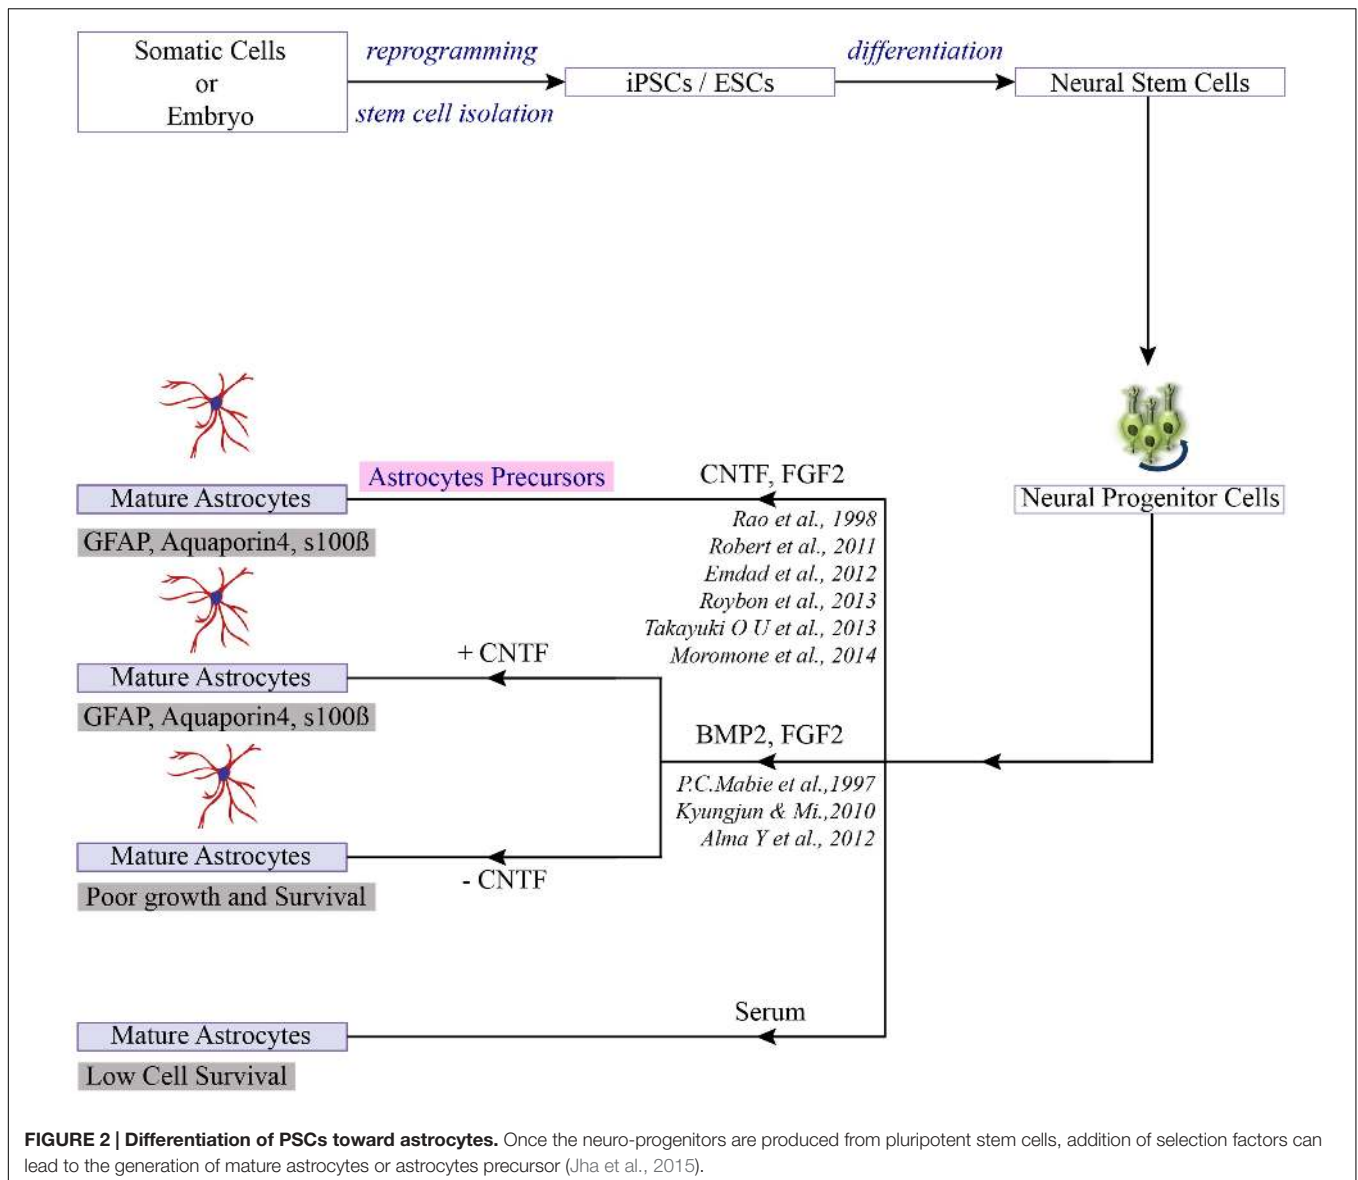 Somatic Cells
or
Embryo
reprogramming
stem cell isolation
iPSCs / ESCs
differentiation
Neural Stem Cells
Neural Progenitor Cells
CNTF, FGF2
Astrocytes Precursors
Mature Astrocytes
GFAP, Aquaporin4, s100ß
Rao et al., 1998
Robert et al., 2011
Emdad et al., 2012
Roybon et al., 2013
Takayuki O U et al., 2013
Moromone et al., 2014
+ CNTF
Mature Astrocytes
GFAP, Aquaporin4, s100ß
BMP2, FGF2
P.C.Mabie et al.,1997
Kyungjun & Mi.,2010
Alma Y et al., 2012
Mature Astrocytes
- CNTF
Poor growth and Survival
Serum
Mature Astrocytes
Low Cell Survival
FIGURE 2 | Differentiation of PSCs toward astrocytes. Once the neuro-progenitors are produced from pluripotent stem cells, addition of selection factors can
lead to the generation of mature astrocytes or astrocytes precursor (Jha et al., 2015).